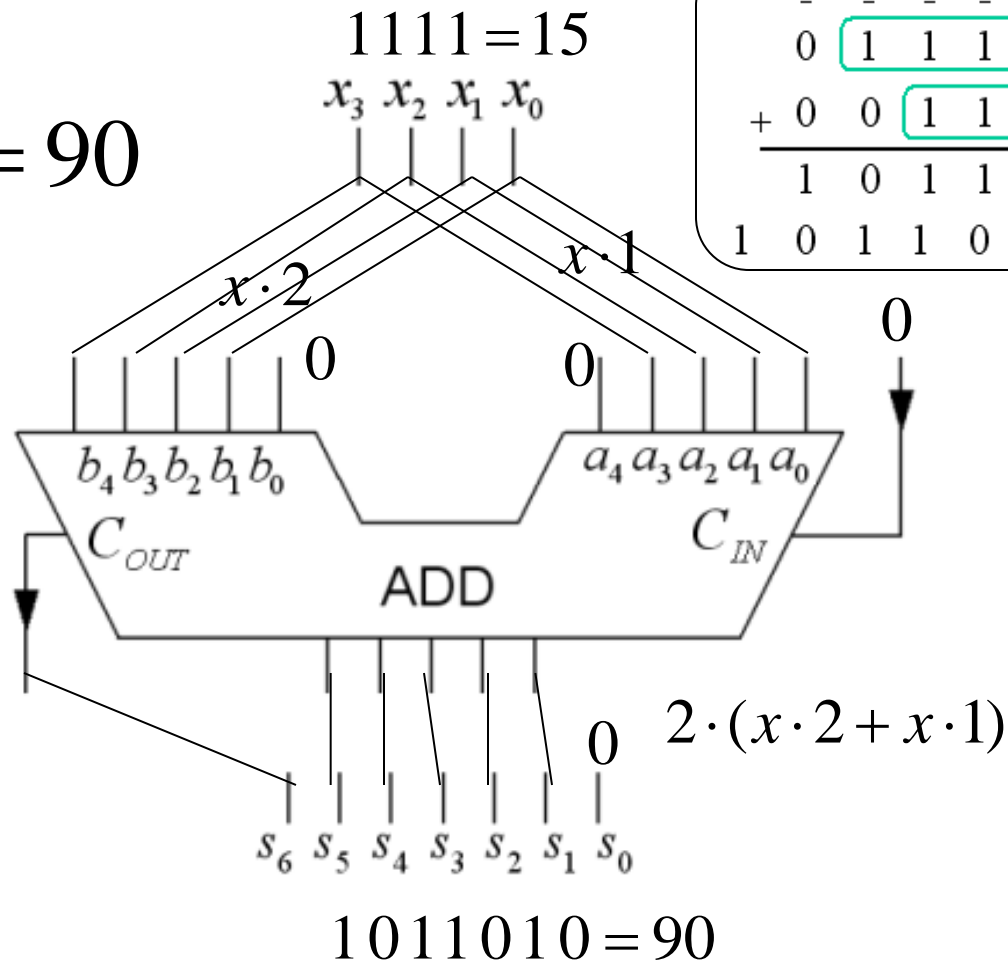 1111 = 15
x₃ x₂ x₁ x₀
= 90
0 1 1 1
+ 0 0 1 1
1 0 1 1
1 0 1 1 0
x · 2
x · 1
0
0
0
b₄ b₃ b₂ b₁ b₀
a₄ a₃ a₂ a₁ a₀
C_OUT
C_IN
ADD
0
2·(x·2 + x·1)
s₆ s₅ s₄ s₃ s₂ s₁ s₀
1011010 = 90